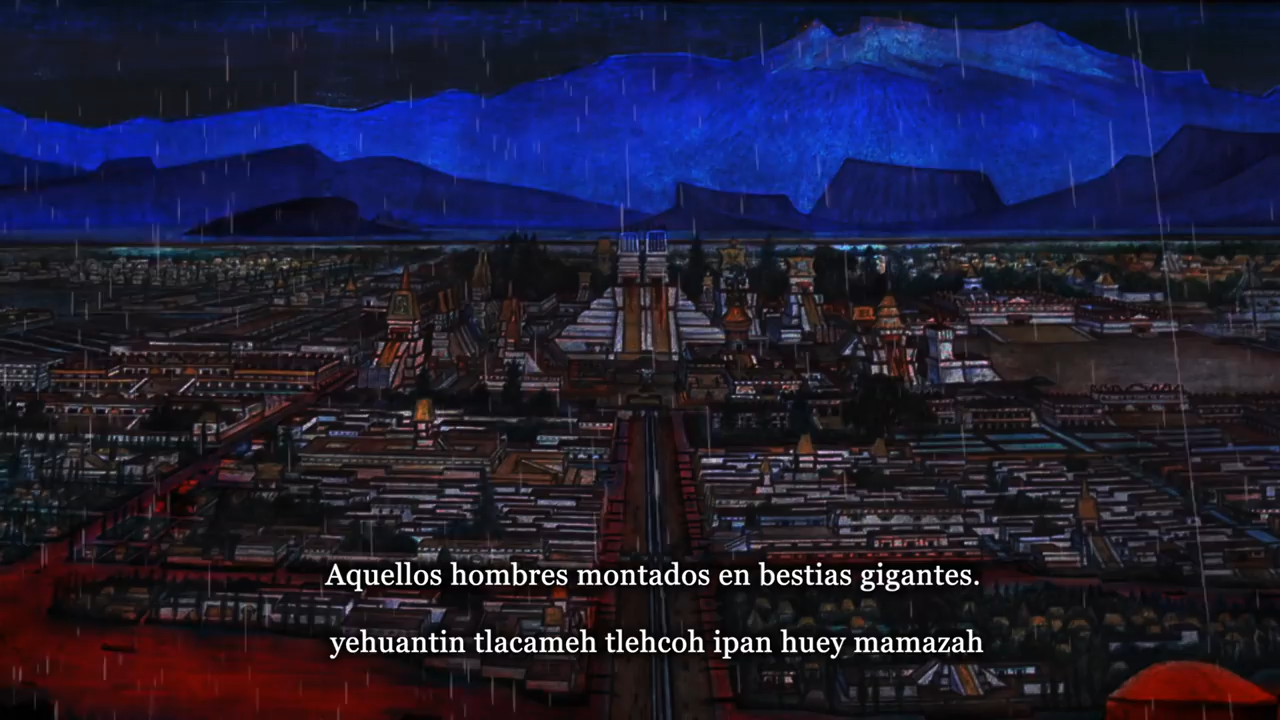 Aquellos hombres montados en bestias gigantes.
yehuantin tlacameh tlehcoh ipan huey mamazah